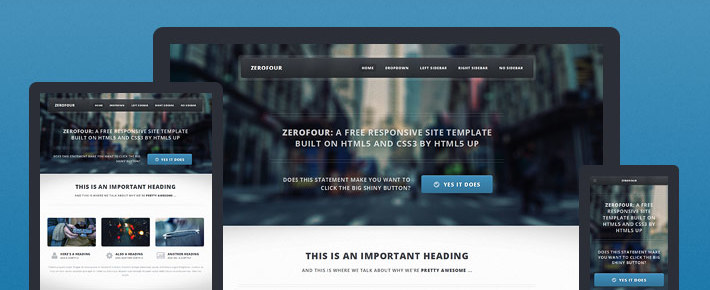 ZEROFOUR
HOME DROPDOWN LEFT SIDEBAR RIGHT SIDEBAR NO SIDEBAR
ZEROFOUR: A FREE RESPONSIVE SITE TEMPLATE
BUILT ON HTML5 AND CSS3 BY HTML5 UP
DOES THIS STATEMENT MAKE YOU WANT TO
CLICK THE BIG SHINY BUTTON?
YES IT DOES
THIS IS AN IMPORTANT HEADING
AND THIS IS WHERE WE TALK ABOUT WHY WE'RE PRETTY AWESOME ...
ZEROFOUR
HOME DROPDOWN LEFT SIDEBAR RIGHT SIDEBAR NO SIDEBAR
ZEROFOUR: A FREE RESPONSIVE SITE TEMPLATE
BUILT ON HTML5 AND CSS3 BY HTML5 UP
DOES THIS STATEMENT MAKE YOU WANT TO CLICK THE BIG
SHINY BUTTON?
YES IT DOES
THIS IS AN IMPORTANT HEADING
AND THIS IS WHERE WE TALK ABOUT WHY WE'RE PRETTY AWESOME ...
HERE'S A HEADING
ALSO A HEADING
ANOTHER HEADING
ZEROFOUR
ZEROFOUR: A FREE
RESPONSIVE SITE
TEMPLATE BUILT ON
HTML5 AND CSS3 BY
HTML5 UP
DOES THIS STATEMENT MAKE
YOU WANT TO CLICK THE BIG
SHINY BUTTON?
YES IT DOES